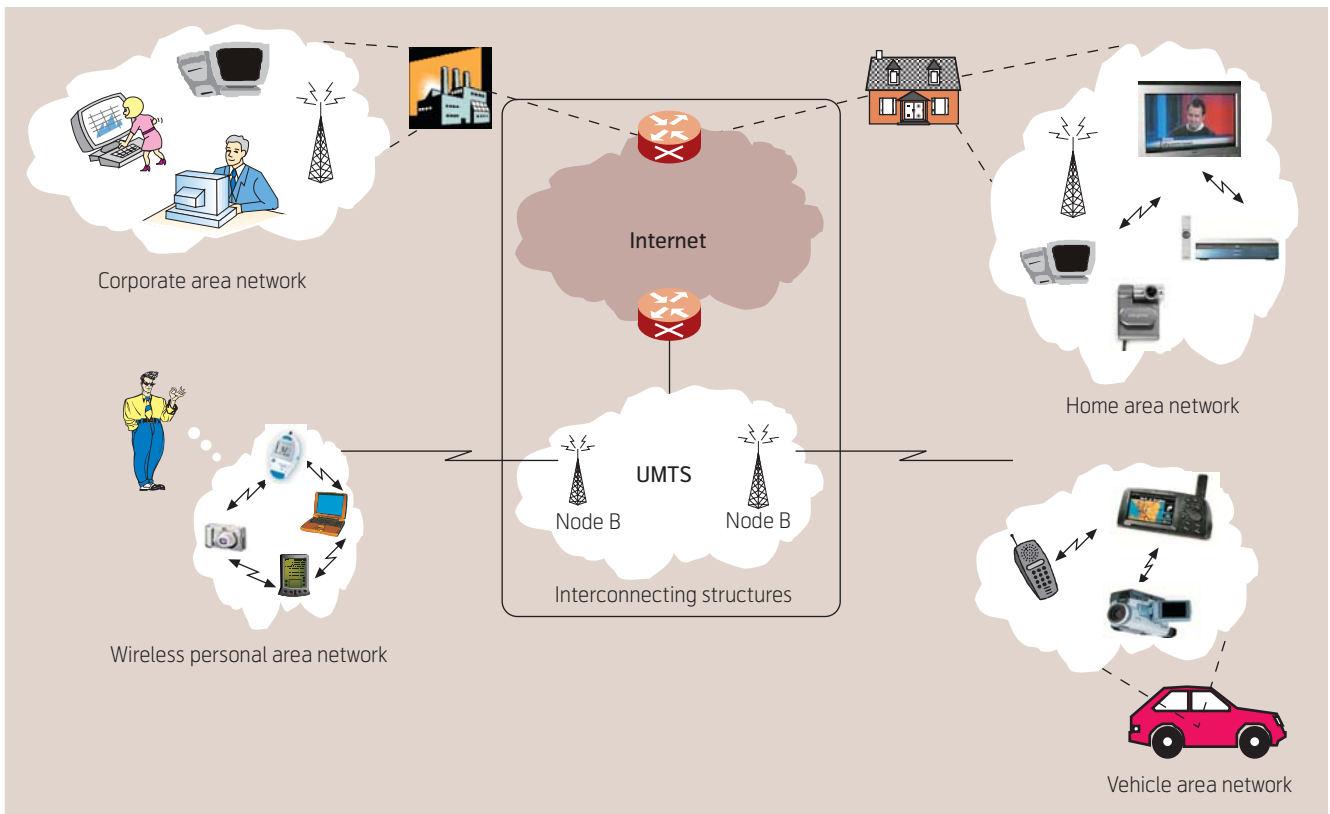 Internet
Corporate area network
Home area network
UMTS
Node B
Node B
Interconnecting structures
Wireless personal area network
Vehicle area network